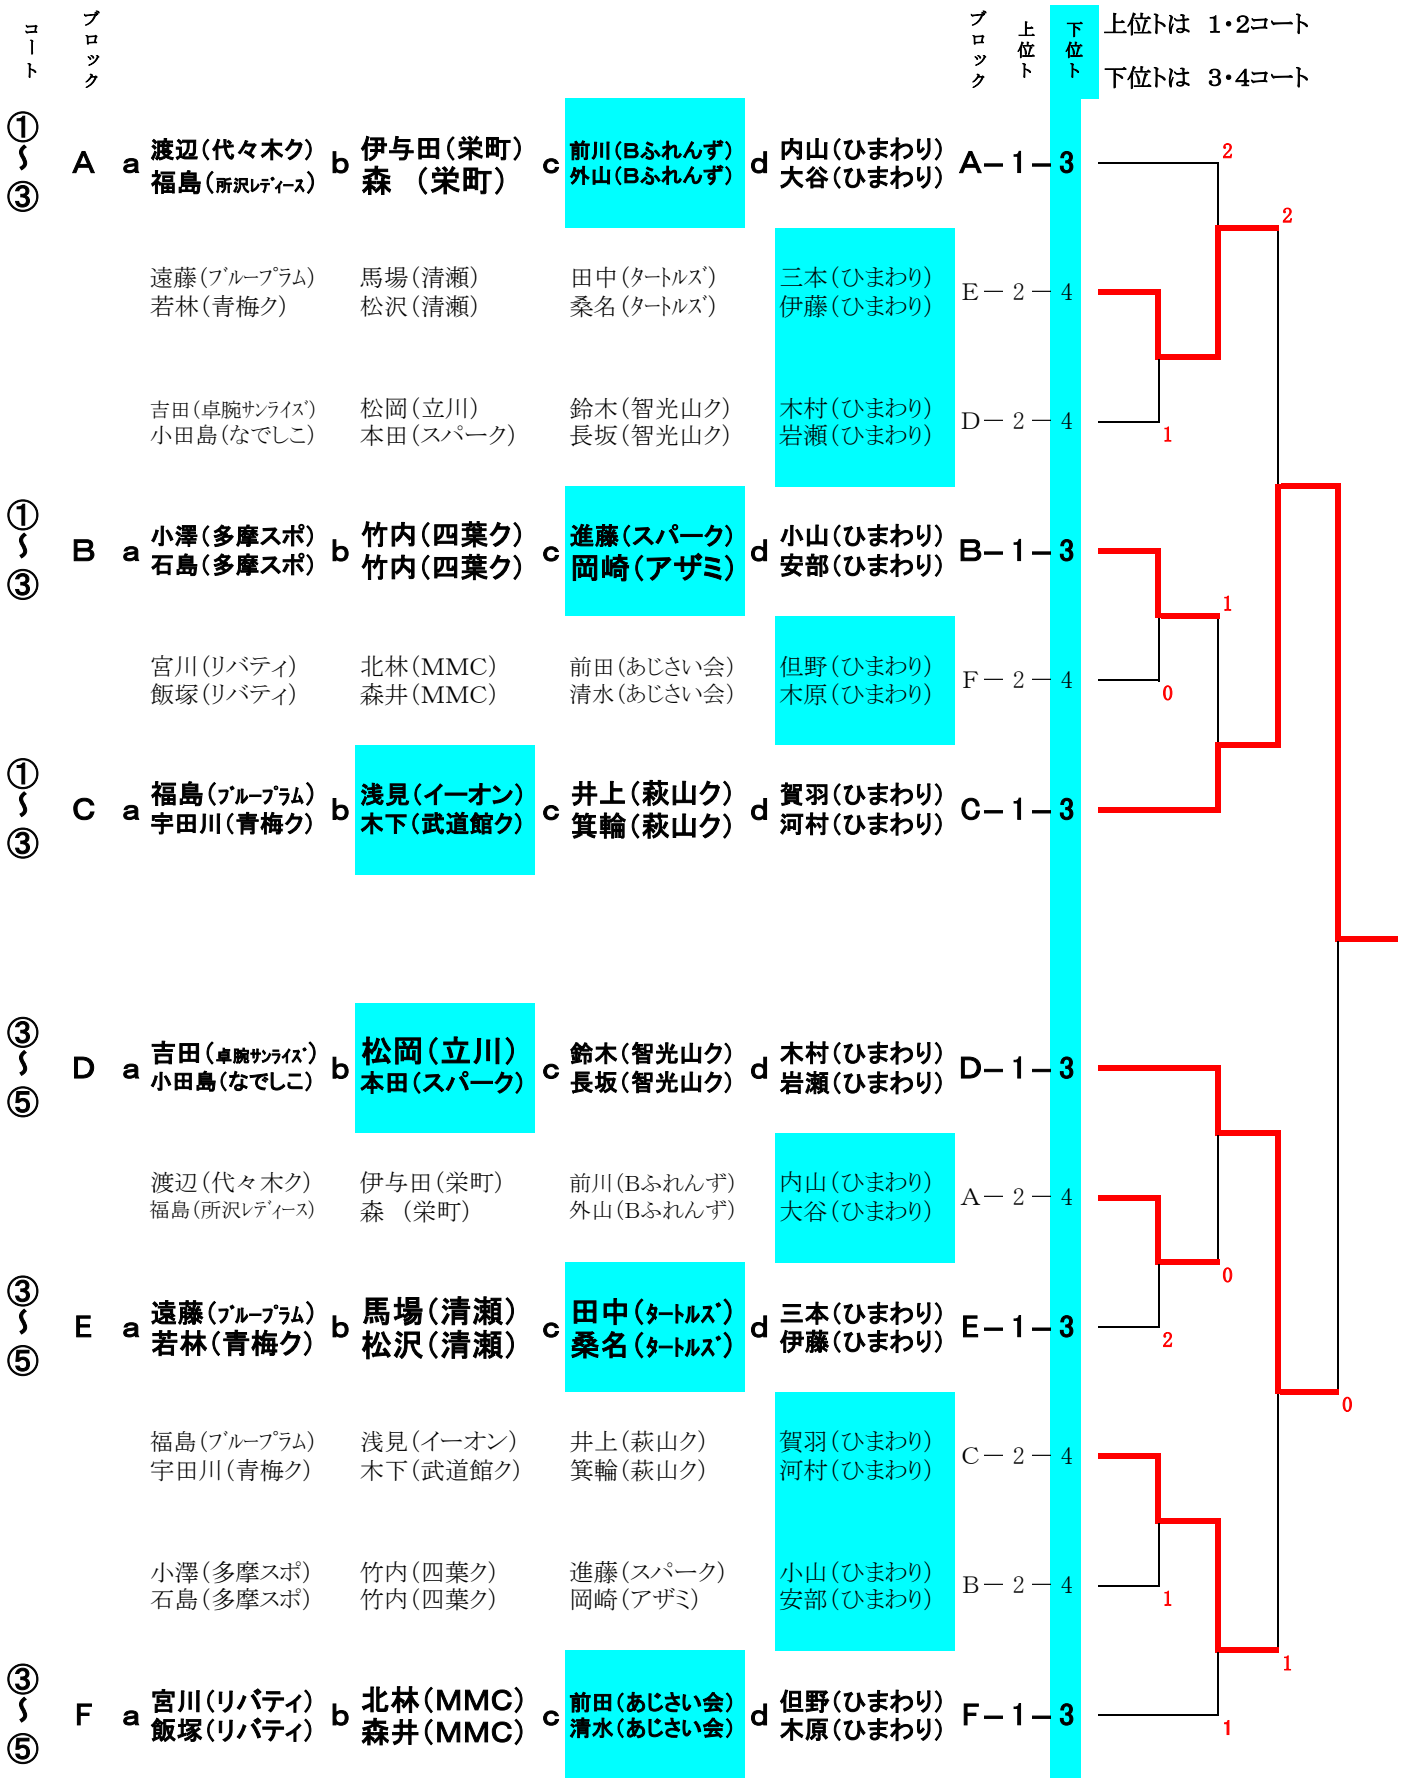 コート ブロック ブロック 上位ト 下位ト 上位トは 1・2コート
下位トは 3・4コート
①～③ A a 渡辺(代々木ク) b 伊与田(栄町) c 前川(Bふれんず) d 内山(ひまわり) A－1－3
福島(所沢レディース) 森 (栄町) 外山(Bふれんず) 大谷(ひまわり)
2
2
遠藤(ブループラム) 馬場(清瀬) 田中(タートルズ) 三本(ひまわり) E－2－4
若林(青梅ク) 松沢(清瀬) 桑名(タートルズ) 伊藤(ひまわり)
吉田(卓腕サンライズ) 松岡(立川) 鈴木(智光山ク) 木村(ひまわり) D－2－4
小田島(なでしこ) 本田(スパーク) 長坂(智光山ク) 岩瀬(ひまわり)
1
①～③ B a 小澤(多摩スポ) b 竹内(四葉ク) c 進藤(スパーク) d 小山(ひまわり) B－1－3
石島(多摩スポ) 竹内(四葉ク) 岡崎(アザミ) 安部(ひまわり)
1
宮川(リバティ) 北林(MMC) 前田(あじさい会) 但野(ひまわり) F－2－4
飯塚(リバティ) 森井(MMC) 清水(あじさい会) 木原(ひまわり)
0
①～③ C a 福島(ブループラム) b 浅見(イーオン) c 井上(萩山ク) d 賀羽(ひまわり) C－1－3
宇田川(青梅ク) 木下(武道館ク) 箕輪(萩山ク) 河村(ひまわり)
③～⑤ D a 吉田(卓腕サンライズ) b 松岡(立川) c 鈴木(智光山ク) d 木村(ひまわり) D－1－3
小田島(なでしこ) 本田(スパーク) 長坂(智光山ク) 岩瀬(ひまわり)
渡辺(代々木ク) 伊与田(栄町) 前川(Bふれんず) 内山(ひまわり) A－2－4
福島(所沢レディース) 森 (栄町) 外山(Bふれんず) 大谷(ひまわり)
0
③～⑤ E a 遠藤(ブループラム) b 馬場(清瀬) c 田中(タートルズ) d 三本(ひまわり) E－1－3
若林(青梅ク) 松沢(清瀬) 桑名(タートルズ) 伊藤(ひまわり)
2
0
福島(ブループラム) 浅見(イーオン) 井上(萩山ク) 賀羽(ひまわり) C－2－4
宇田川(青梅ク) 木下(武道館ク) 箕輪(萩山ク) 河村(ひまわり)
小澤(多摩スポ) 竹内(四葉ク) 進藤(スパーク) 小山(ひまわり) B－2－4
石島(多摩スポ) 竹内(四葉ク) 岡崎(アザミ) 安部(ひまわり)
1
1
③～⑤ F a 宮川(リバティ) b 北林(MMC) c 前田(あじさい会) d 但野(ひまわり) F－1－3
飯塚(リバティ) 森井(MMC) 清水(あじさい会) 木原(ひまわり)
1